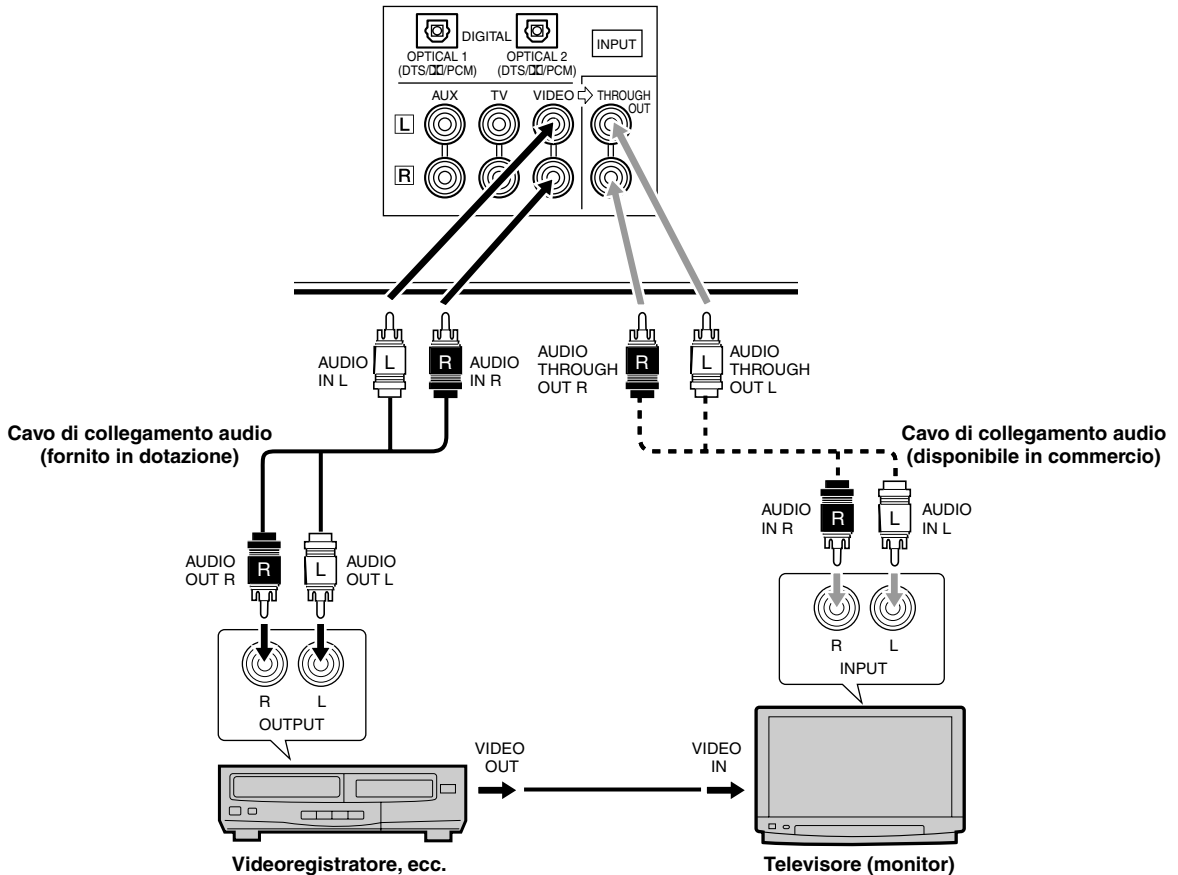 DIGITAL
INPUT
OPTICAL 1
(DTS/DD/PCM)
OPTICAL 2
(DTS/DD/PCM)
AUX
TV
VIDEO
THROUGH
OUT
L
R
AUDIO
IN L
L
R
AUDIO
IN R
AUDIO
THROUGH
OUT R
R
L
AUDIO
THROUGH
OUT L
Cavo di collegamento audio
(fornito in dotazione)
Cavo di collegamento audio
(disponibile in commercio)
AUDIO
OUT R
R
L
AUDIO
OUT L
AUDIO
IN R
R
L
AUDIO
IN L
R
L
OUTPUT
R
L
INPUT
VIDEO
OUT
VIDEO
IN
Videoregistratore, ecc.
Televisore (monitor)